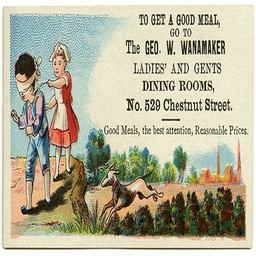 TO GET A GOOD MEAL,
GO TO
The GEO. W. WANAMAKER
LADIES' AND GENTS
DINING ROOMS,
No. 529 Chestnut Street.
Good Meals, the best attention, Reasonable Prices.